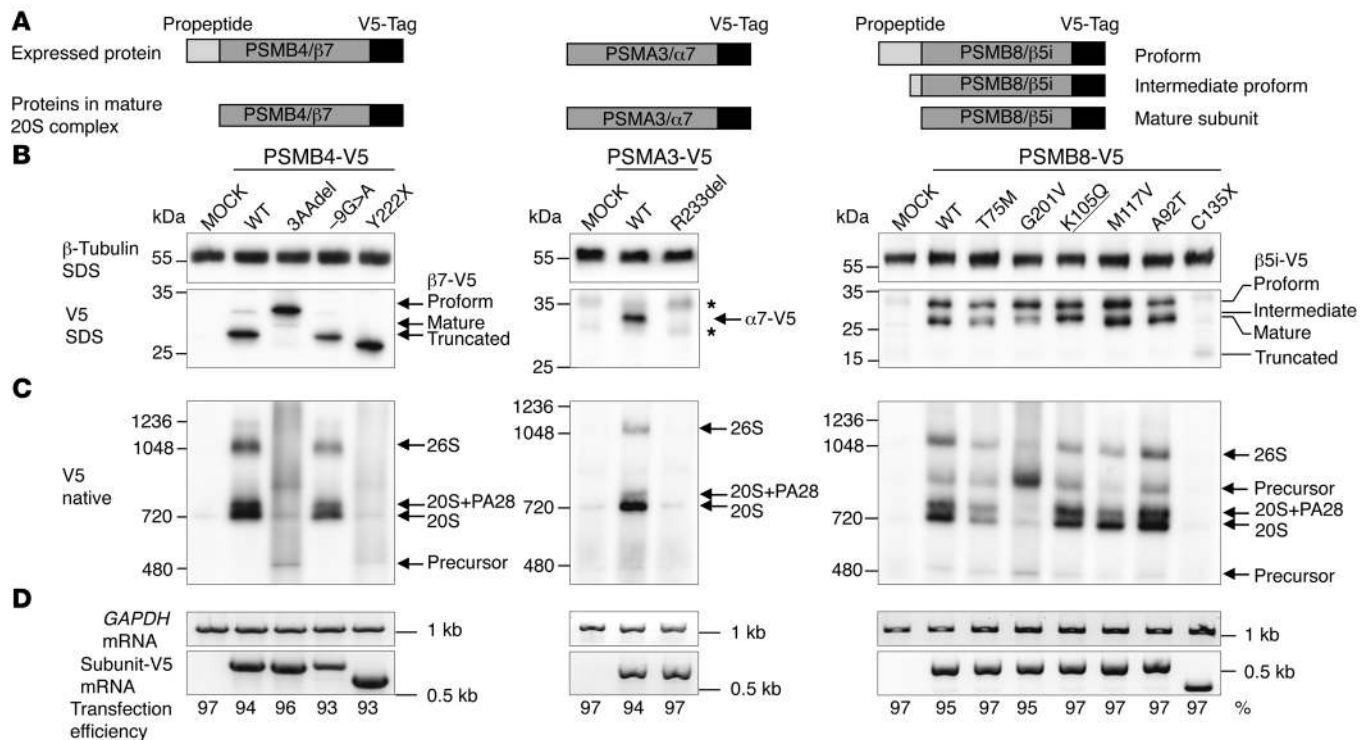 A
Propeptide V5-Tag V5-Tag Propeptide V5-Tag
Expressed protein PSMB4/β7 PSMA3/α7 PSMB8/β5i Proform
PSMB8/β5i Intermediate proform
Proteins in mature
20S complex PSMB4/β7 PSMA3/α7 PSMB8/β5i Mature subunit
B
PSMB4-V5 PSMA3-V5 PSMB8-V5
kDa MOCK WT 3AAdel –9G>A Y222X kDa MOCK WT R233del kDa MOCK WT T75M G201V K105Q M117V A92T C135X
β-Tubulin
SDS 55 55 55
β7-V5 β5i-V5
V5
SDS
35 Proform 35 * 35 Proform
Mature α7-V5 Intermediate
Truncated * 25 Mature
25 25 15 Truncated
C
V5
native
1236 1236 1236
1048 26S 1048 26S 1048 26S
Precursor
20S+PA28 20S+PA28 20S+PA28
720 20S 720 20S 720 20S
480 Precursor 480 480 Precursor
D
GAPDH
mRNA 1 kb 1 kb 1 kb
Subunit-V5
mRNA 0.5 kb 0.5 kb 0.5 kb
Transfection
efficiency 97 94 96 93 93 97 94 97 97 95 97 95 97 97 97 97 %